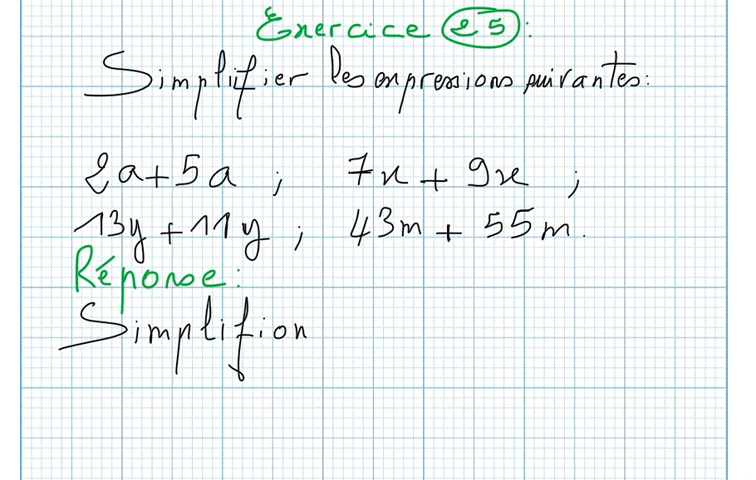 Exercice 25:
Simplifier les expressions suivantes:
2a+5a ; 7x + 9x ;
13y + 11y ; 43m + 55m.
Réponse:
Simplifion